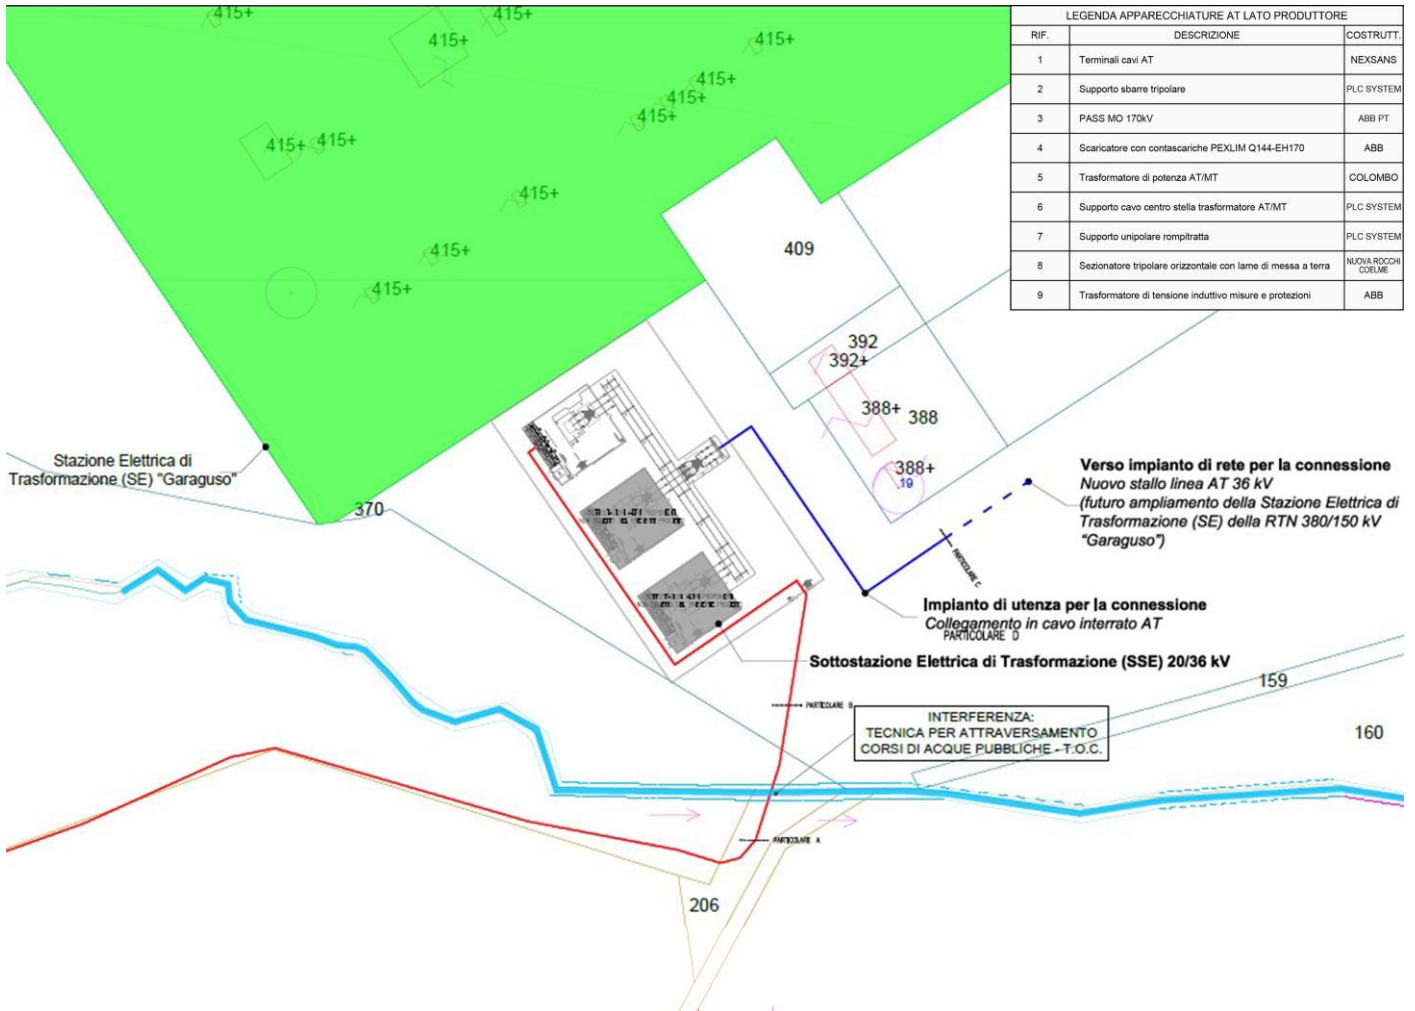 415+
415+
415+
415+
415+
415+
415+
415+
415+
415+
415+
415+
LEGENDA APPARECCHIATURE AT LATO PRODUTTORE
RIF. DESCRIZIONE COSTRUTT.
1 Terminali cavi AT NEXSANS
2 Supporto sbarre tripolare PLC SYSTEM
3 PASS MO 170kV ABB PT
4 Scaricatore con contascariche PEXLIM Q144-EH170 ABB
5 Trasformatore di potenza AT/MT COLOMBO
6 Supporto cavo centro stella trasformatore AT/MT PLC SYSTEM
7 Supporto unipolare rompitratta PLC SYSTEM
8 Sezionatore tripolare orizzontale con lame di messa a terra NUOVA ROCCHI COELME
9 Trasformatore di tensione induttivo misure e protezioni ABB
409
392
392+
388+ 388
388+
19
Stazione Elettrica di
Trasformazione (SE) "Garaguso"
370
Verso impianto di rete per la connessione
Nuovo stallo linea AT 36 kV
(futuro ampliamento della Stazione Elettrica di
Trasformazione (SE) della RTN 380/150 kV
"Garaguso")
PARTICOLARE C
Impianto di utenza per la connessione
Collegamento in cavo interrato AT
PARTICOLARE D
Sottostazione Elettrica di Trasformazione (SSE) 20/36 kV
159
PARTICOLARE B
INTERFERENZA:
TECNICA PER ATTRAVERSAMENTO
CORSI DI ACQUE PUBBLICHE - T.O.C.
160
PARTICOLARE A
206